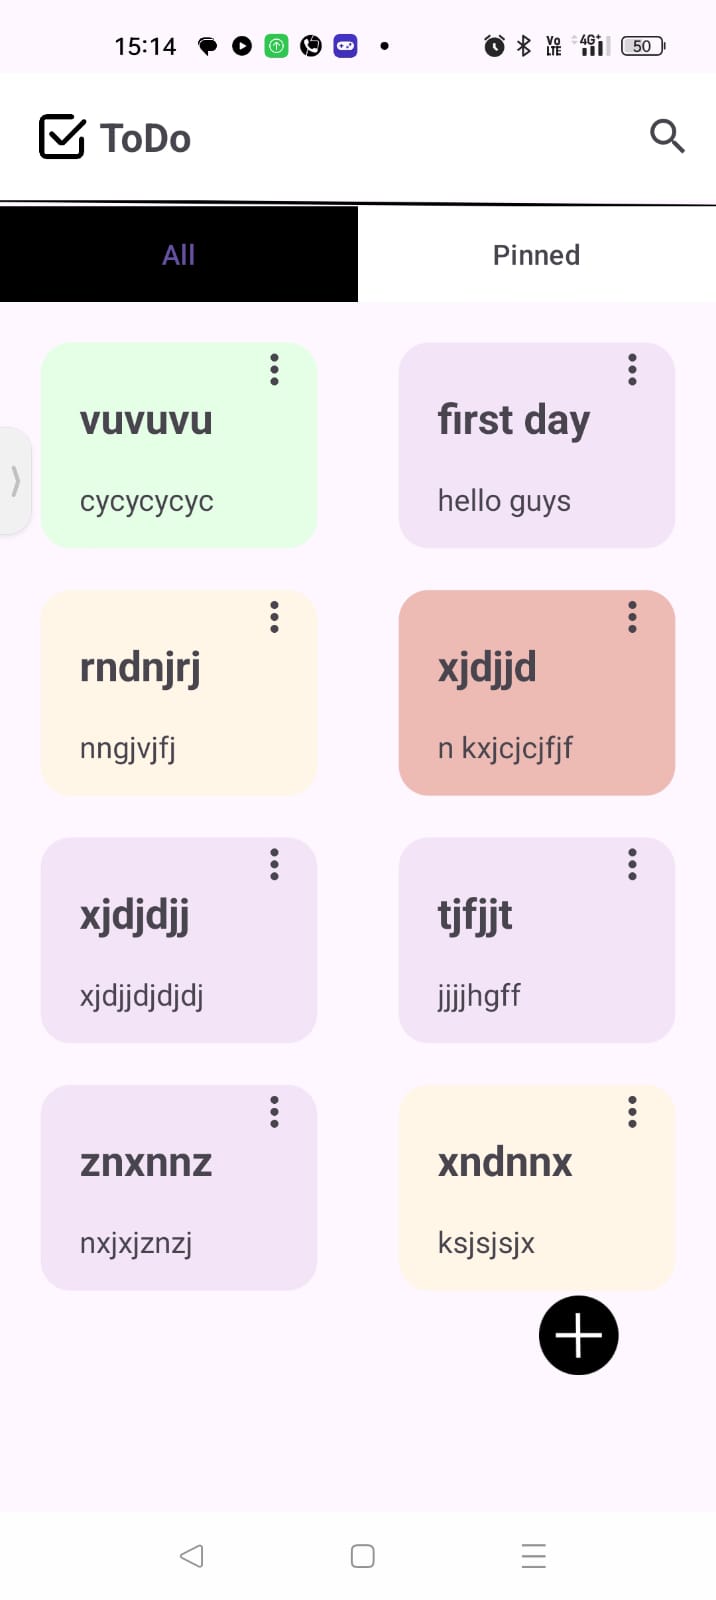 15:14
Vo LTE 4G+ 50
ToDo
All Pinned
vuvuvu first day
cycycycyc hello guys
rndnjrj xjdjjd
nngjvjfj n kxjcjcjfjf
xjdjdjj tjfjjt
xjdjjdjdjdj jjjjhgff
znxnnz xndnnx
nxjxjznzj ksjsjsjx